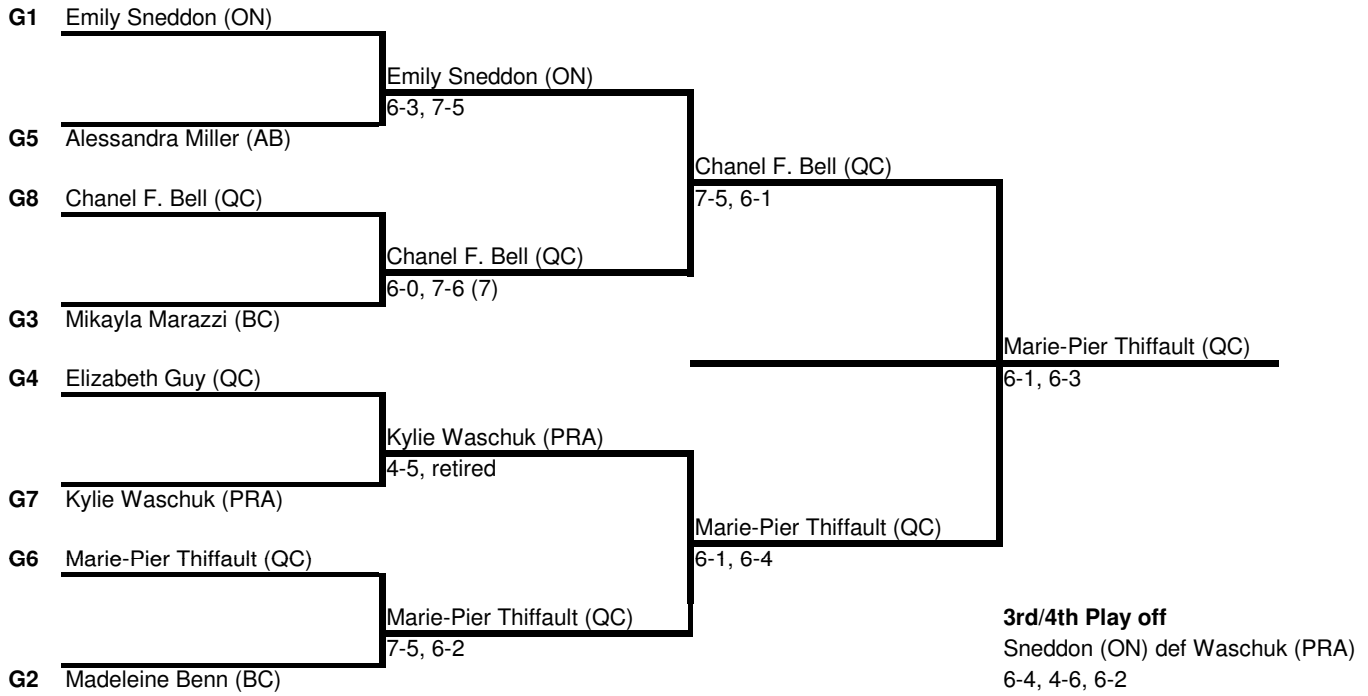 G1 Emily Sneddon (ON)
Emily Sneddon (ON)
6-3, 7-5
G5 Alessandra Miller (AB)
Chanel F. Bell (QC)
7-5, 6-1
G8 Chanel F. Bell (QC)
Chanel F. Bell (QC)
6-0, 7-6 (7)
G3 Mikayla Marazzi (BC)
Marie-Pier Thiffault (QC)
6-1, 6-3
G4 Elizabeth Guy (QC)
Kylie Waschuk (PRA)
4-5, retired
G7 Kylie Waschuk (PRA)
Marie-Pier Thiffault (QC)
6-1, 6-4
G6 Marie-Pier Thiffault (QC)
Marie-Pier Thiffault (QC)
7-5, 6-2
G2 Madeleine Benn (BC)
3rd/4th Play off
Sneddon (ON) def Waschuk (PRA)
6-4, 4-6, 6-2